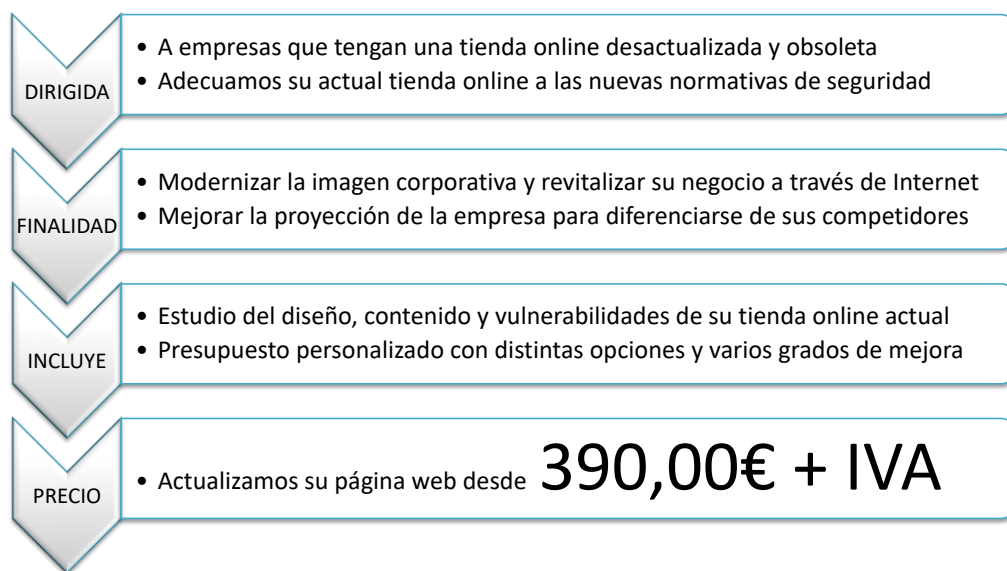 DIRIGIDA
• A empresas que tengan una tienda online desactualizada y obsoleta
• Adecuamos su actual tienda online a las nuevas normativas de seguridad
FINALIDAD
• Modernizar la imagen corporativa y revitalizar su negocio a través de Internet
• Mejorar la proyección de la empresa para diferenciarse de sus competidores
INCLUYE
• Estudio del diseño, contenido y vulnerabilidades de su tienda online actual
• Presupuesto personalizado con distintas opciones y varios grados de mejora
PRECIO
• Actualizamos su página web desde 390,00€ + IVA